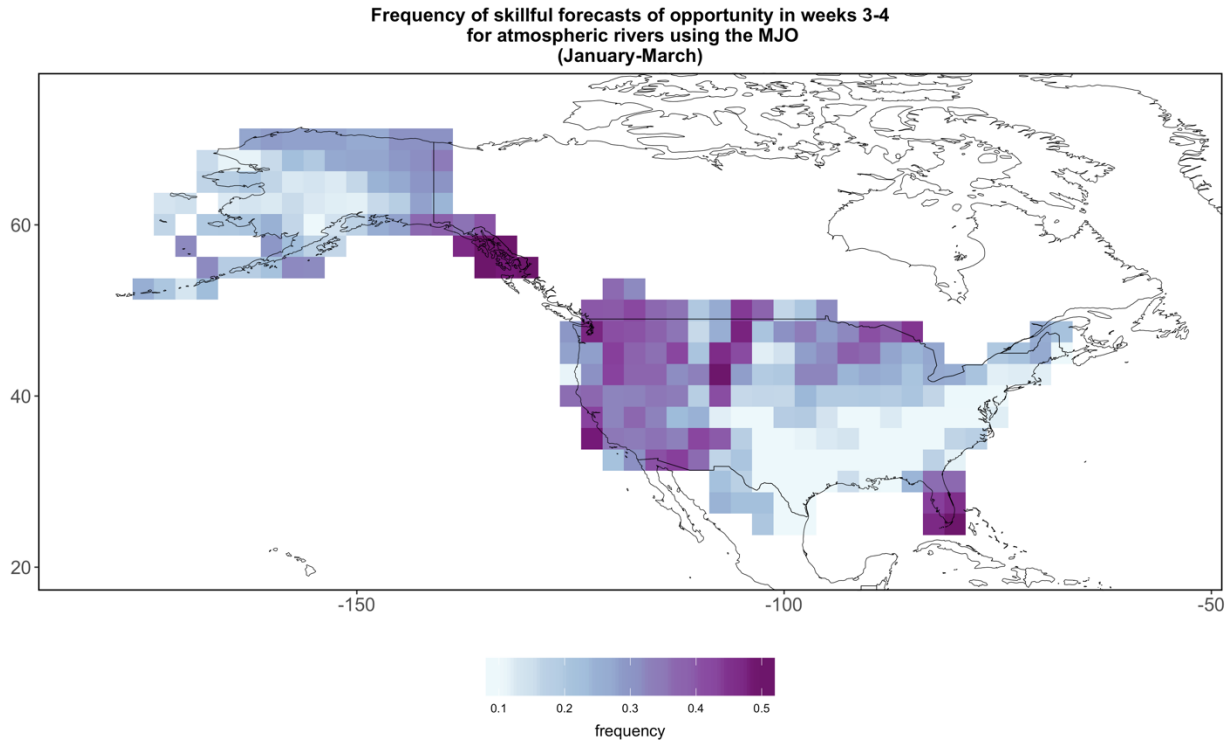 Frequency of skillful forecasts of opportunity in weeks 3-4
for atmospheric rivers using the MJO
(January-March)
60
40
20
-150
-100
-50
0.1
0.2
0.3
0.4
0.5
frequency